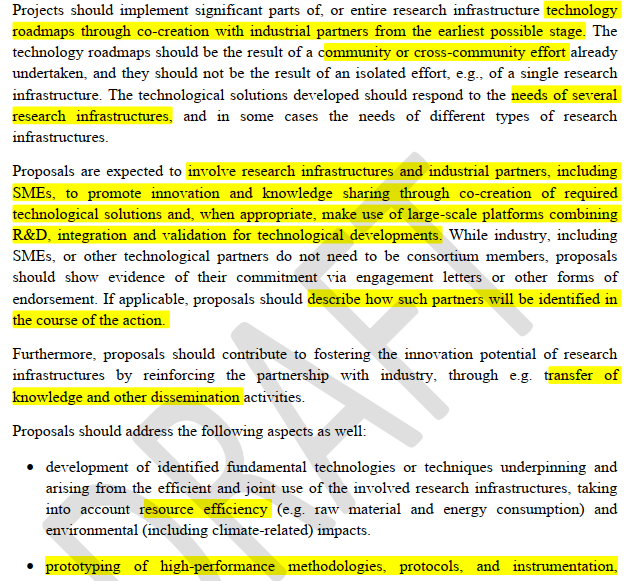 Projects should implement significant parts of, or entire research infrastructure technology
roadmaps through co-creation with industrial partners from the earliest possible stage. The
technology roadmaps should be the result of a community or cross-community effort already
undertaken, and they should not be the result of an isolated effort, e.g., of a single research
infrastructure. The technological solutions developed should respond to the needs of several
research infrastructures, and in some cases the needs of different types of research
infrastructures.
Proposals are expected to involve research infrastructures and industrial partners, including
SMEs, to promote innovation and knowledge sharing through co-creation of required
technological solutions and, when appropriate, make use of large-scale platforms combining
R&D, integration and validation for technological developments. While industry, including
SMEs, or other technological partners do not need to be consortium members, proposals
should show evidence of their commitment via engagement letters or other forms of
endorsement. If applicable, proposals should describe how such partners will be identified in
the course of the action.
Furthermore, proposals should contribute to fostering the innovation potential of research
infrastructures by reinforcing the partnership with industry, through e.g. transfer of
knowledge and other dissemination activities.
Proposals should address the following aspects as well:
• development of identified fundamental technologies or techniques underpinning and
arising from the efficient and joint use of the involved research infrastructures, taking
into account resource efficiency (e.g. raw material and energy consumption) and
environmental (including climate-related) impacts.
• prototyping of high-performance methodologies, protocols, and instrumentation,
DRAFT